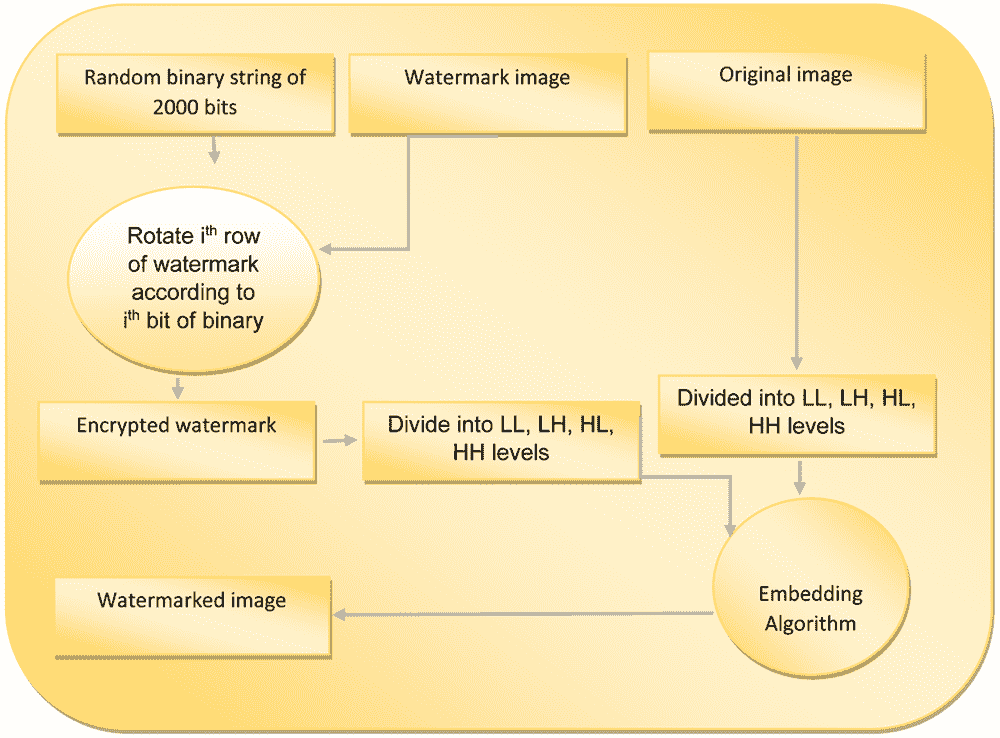 Random binary string of
2000 bits
Watermark image
Original image
Rotate iᵗʰ row
of watermark
according to
iᵗʰ bit of binary
Encrypted watermark
Divide into LL, LH, HL,
HH levels
Divided into LL, LH, HL,
HH levels
Embedding
Algorithm
Watermarked image